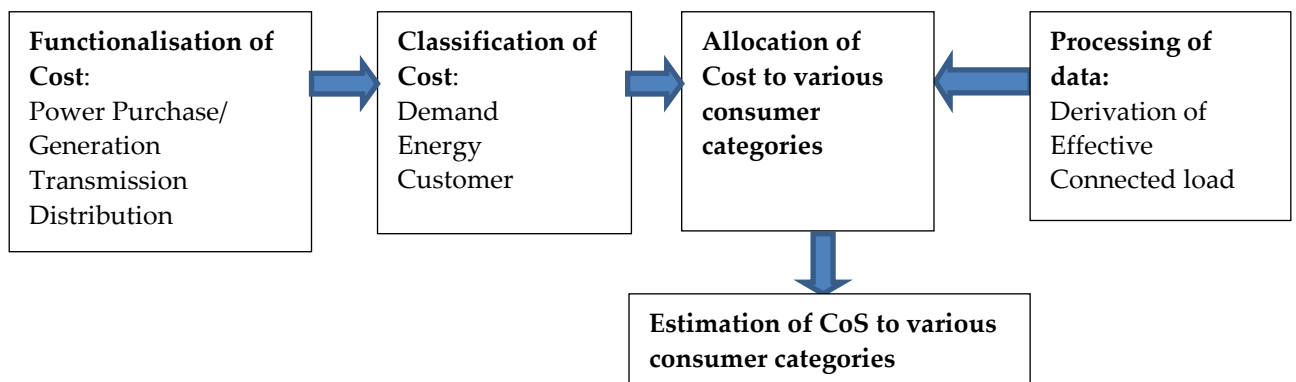 Functionalisation of
Cost:
Power Purchase/
Generation
Transmission
Distribution
Classification of
Cost:
Demand
Energy
Customer
Allocation of
Cost to various
consumer
categories
Processing of
data:
Derivation of
Effective
Connected load
Estimation of CoS to various
consumer categories